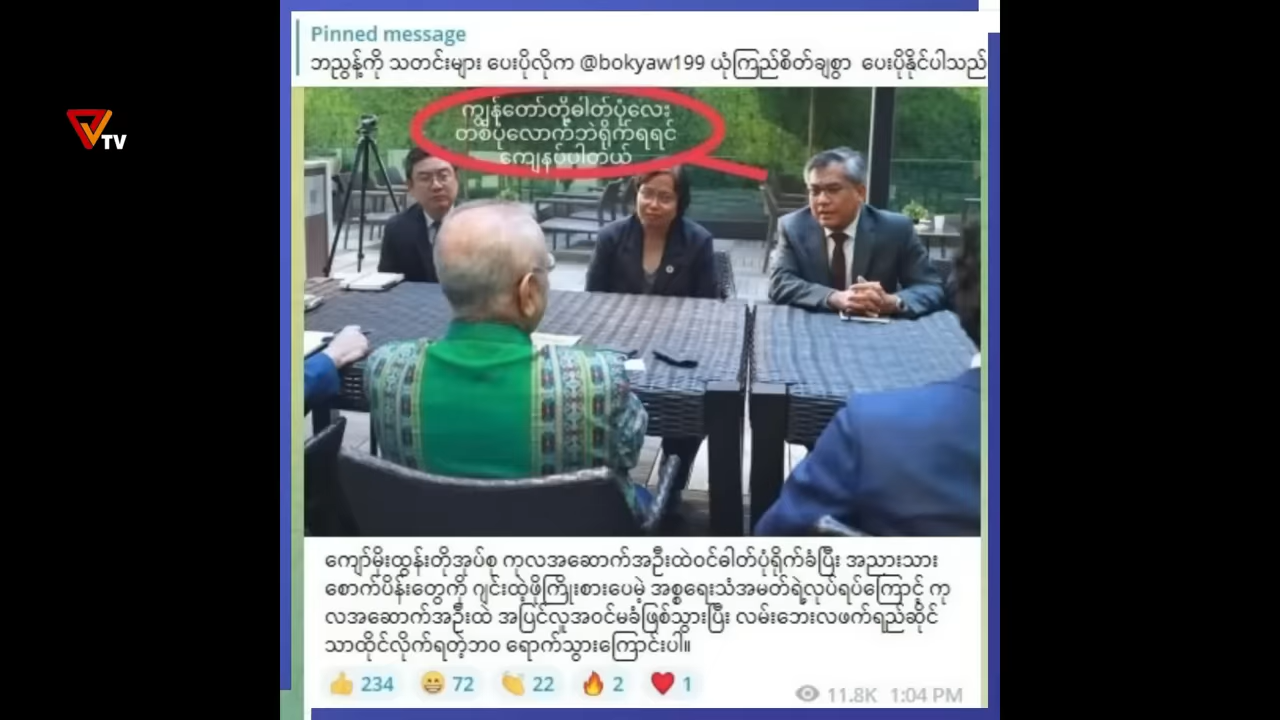 Pinned message
ဘညွန့်ကို သတင်းများ ပေးပိုလိုက @bokyaw199 ယုံကြည်စိတ်ချစွာ ပေးပိုနိုင်ပါသည်
TV
ကျွန်တော်တို့ဓါတ်ပုံလေး
တစ်ပုံလောက်ဘဲရိုက်ရရင်
ကျေနပ်ပါတယ်
ကျော်မိုးထွန်းတိုအုပ်စု ကုလအဆောက်အဦးထဲဝင်ဓါတ်ပုံရိုက်ခံပြီး အညာသား
စောက်ပိန်းတွေကို ဂျင်းထဲ့ဖိုကြိုးစားပေမဲ့ အစ္စရေးသံအမတ်ရဲ့လုပ်ရပ်ကြောင့် ကု
လအဆောက်အဦးထဲ အပြင်လူအဝင်မခံဖြစ်သွားပြီး လမ်းဘေးလဖက်ရည်ဆိုင်
သာထိုင်လိုက်ရတဲ့ဘဝ ရောက်သွားကြောင်းပါ။
👍 234 😁 72 👏 22 🔥 2 ❤️ 1
11.8K 1:04 PM